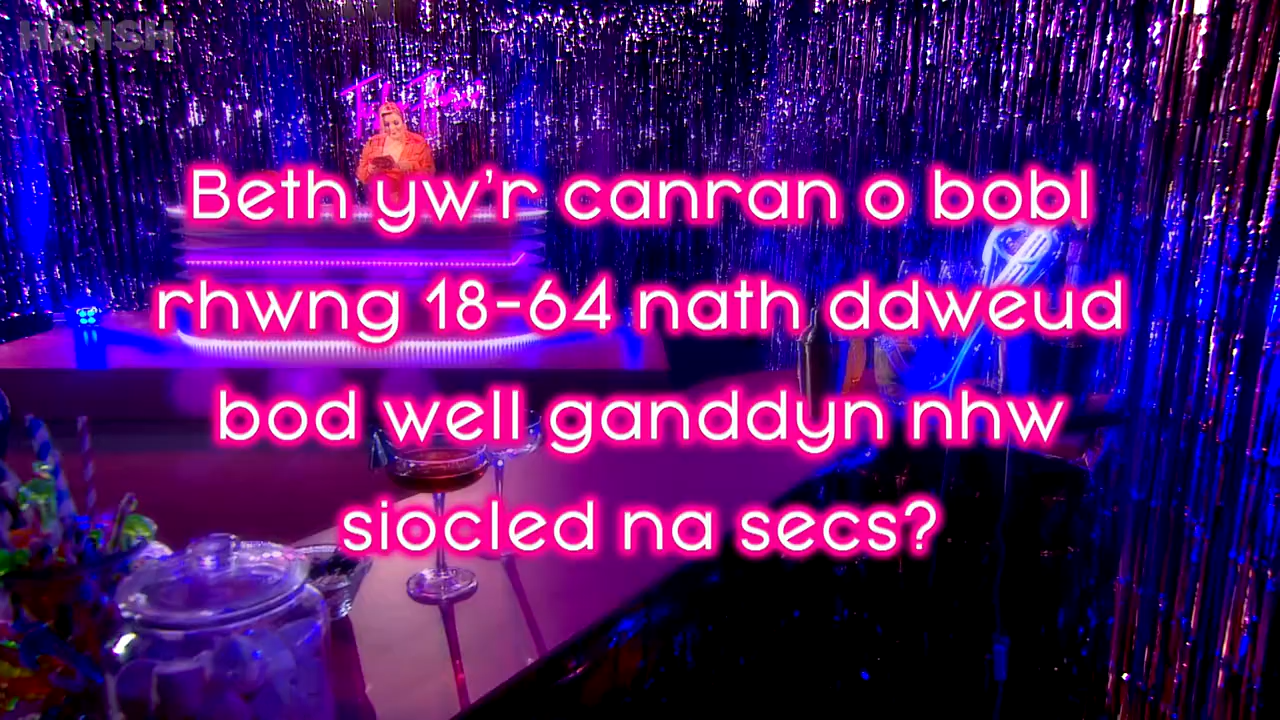 HANSH
Beth yw'r canran o bobl
rhwng 18-64 nath ddweud
bod well ganddyn nhw
siocled na secs?